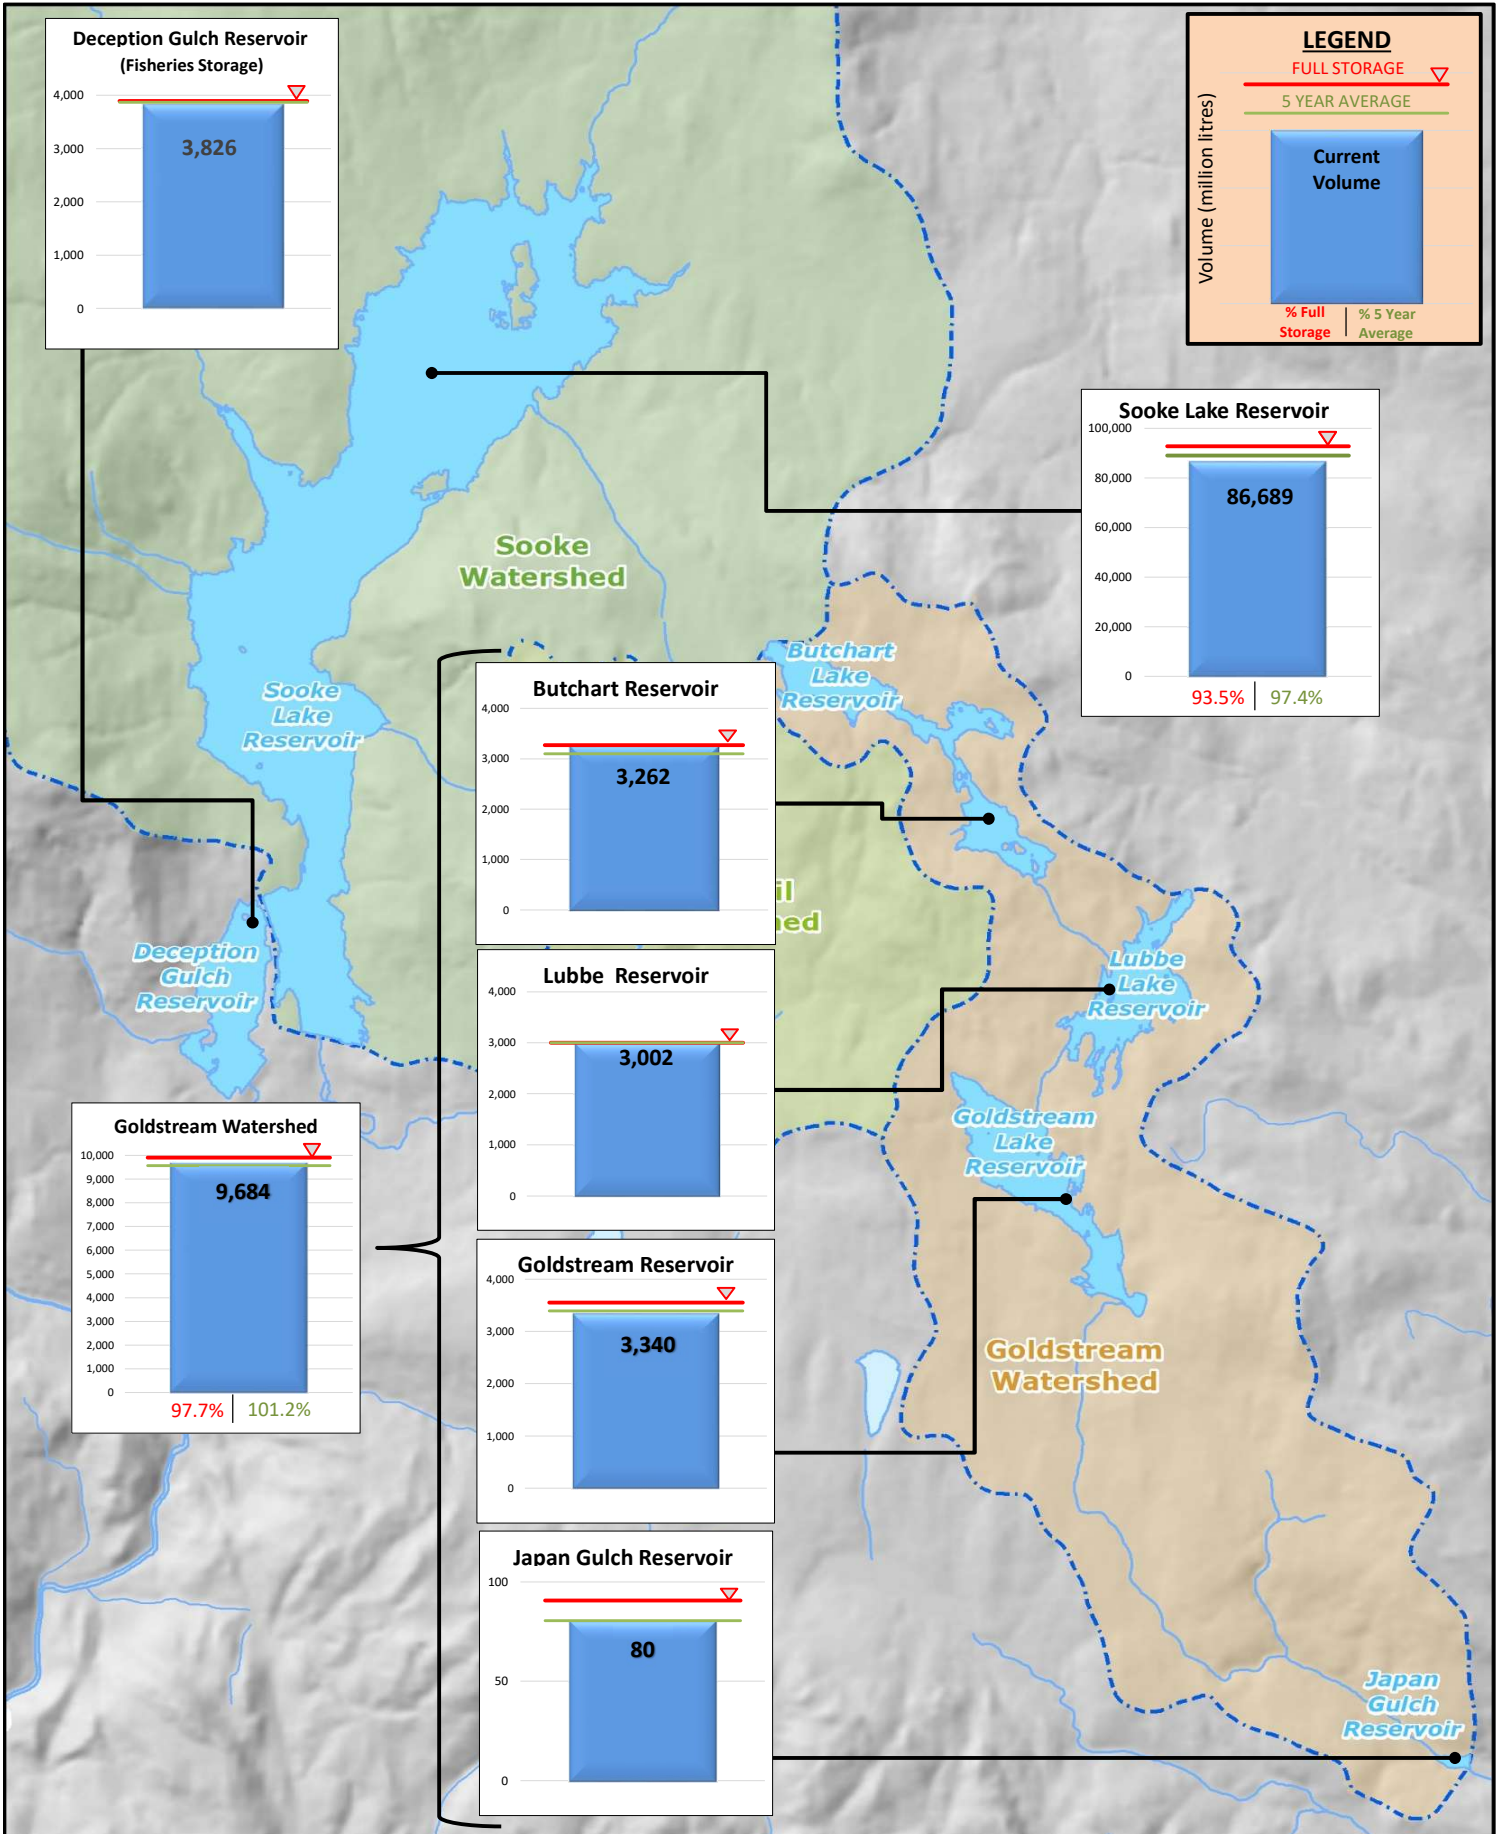 Deception Gulch Reservoir
(Fisheries Storage)
4,000
3,000
2,000
1,000
0
3,826
LEGEND
FULL STORAGE
5 YEAR AVERAGE
Current
Volume
Volume (million litres)
% Full
Storage
% 5 Year
Average
Sooke Lake Reservoir
100,000
80,000
60,000
40,000
20,000
0
86,689
93.5%
97.4%
Sooke
Watershed
Sooke
Lake
Reservoir
Butchart
Lake
Reservoir
Butchart Reservoir
4,000
3,000
2,000
1,000
0
3,262
il
ed
Deception
Gulch
Reservoir
Lubbe
Lake
Reservoir
Lubbe Reservoir
4,000
3,000
2,000
1,000
0
3,002
Goldstream
Lake
Reservoir
Goldstream Watershed
10,000
9,000
8,000
7,000
6,000
5,000
4,000
3,000
2,000
1,000
0
9,684
97.7%
101.2%
Goldstream Reservoir
4,000
3,000
2,000
1,000
0
3,340
Goldstream
Watershed
Japan Gulch Reservoir
100
50
0
80
Japan
Gulch
Reservoir